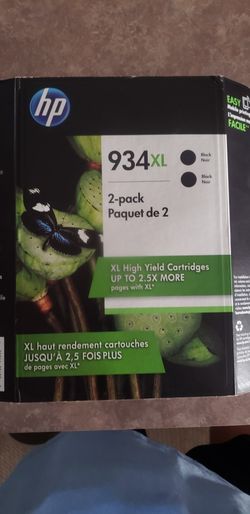 hp
934XL
Black
Noir
Black
Noir
2-pack
Paquet de 2
XL High Yield Cartridges
UP TO 2.5X MORE
pages with XL*
XL haut rendement cartouches
JUSQU'À 2,5 FOIS PLUS
de pages avec XL*
EASY
Mobile printing
FACILE